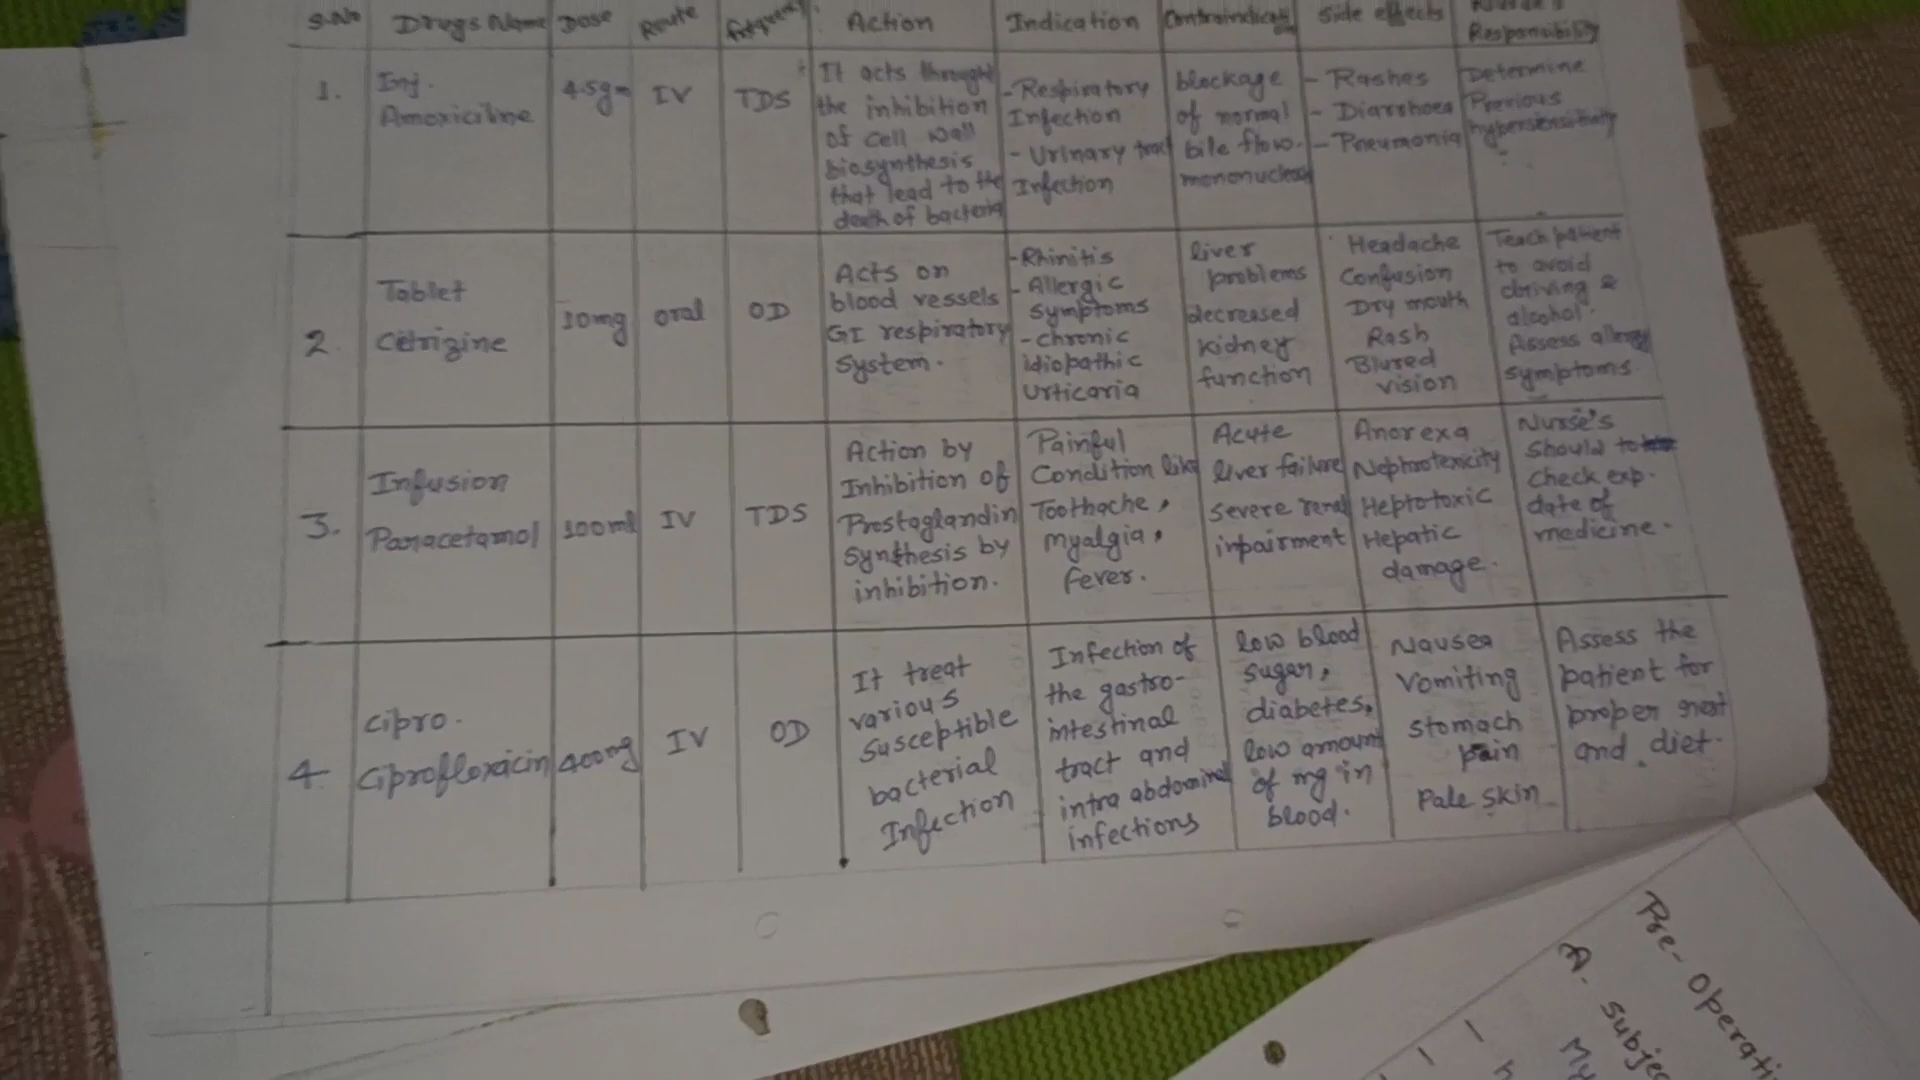 S.No
Drugs Name
Dose
Route
Action
Indication
Side effects
Responsibility
1.
Inj.
Amoxiciline
4.5gm
IV
TDS
It acts throught
the inhibition
of cell wall
biosynthesis
that lead to the
death of bacteria
- Respiratory
Infection
- Urinary tract
Infection
blockage
of normal
bile flow.
mononucleos
- Rashes
- Diarrhoea
- Pneumonia
Determine
Previous
hypersensitivity
2.
Tablet
Citrizine
10mg
oral
OD
Acts on
blood vessels
GI respiratory
System.
- Rhinitis
- Allergic
symptoms
- chronic
idiopathic
Urticaria
liver
problems
decreased
kidney
function
Headache
Confusion
Dry mouth
Rash
Blured
vision
Teach patient
to avoid
driving &
alcohol.
Assess allergy
symptoms.
3.
Infusion
Paracetamol
100ml
IV
TDS
Action by
Inhibition of
Prostaglandin
Synthesis by
inhibition.
Painful
Condition like
Toothache,
myalgia,
fever.
Acute
liver failure
severe renal
impairment
Anorexa
Nephrotexicity
Heptotoxic
Hepatic
damage.
Nurse's
should to
check exp.
date of
medicine.
4.
cipro.
Ciprofloxacin
400mg
IV
OD
It treat
various
susceptible
bacterial
Infection
Infection of
the gastro-
intestinal
tract and
intra abdominal
infections
low blood
sugar,
diabetes,
low amount
of mg in
blood.
Nausea
Vomiting
stomach
pain
Pale skin
Assess the
patient for
proper rest
and diet.
Pre-Operati
A. Subjec
My